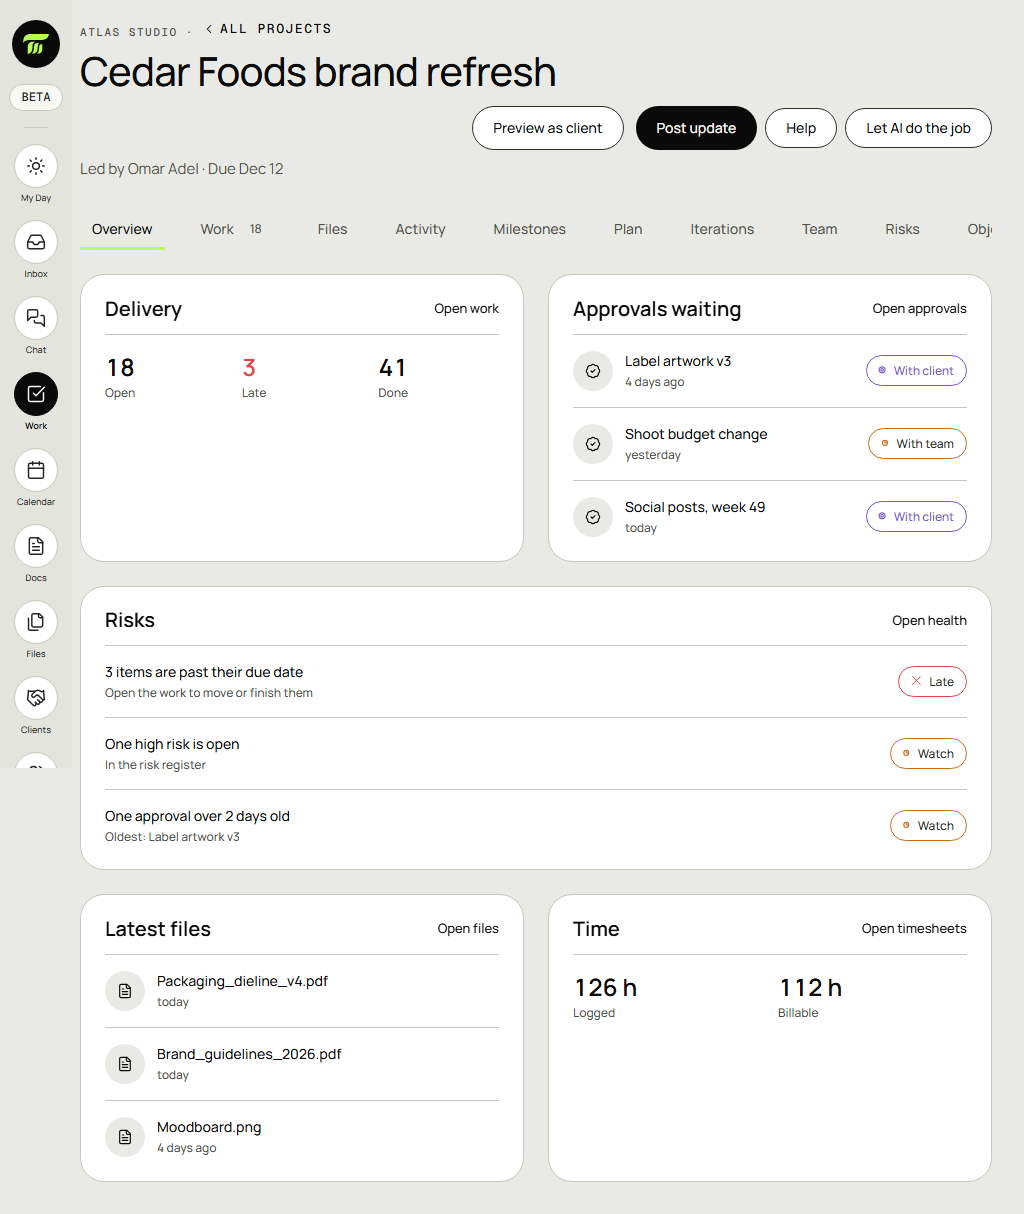 ATLAS STUDIO · ALL PROJECTS
Cedar Foods brand refresh
BETA
Preview as client
Post update
Help
Let AI do the job
Led by Omar Adel · Due Dec 12
My Day
Inbox
Chat
Work
Calendar
Docs
Files
Clients
Overview
Work 18
Files
Activity
Milestones
Plan
Iterations
Team
Risks
Obj
Delivery
Open work
18
Open
3
Late
41
Done
Approvals waiting
Open approvals
Label artwork v3
4 days ago
With client
Shoot budget change
yesterday
With team
Social posts, week 49
today
With client
Risks
Open health
3 items are past their due date
Open the work to move or finish them
Late
One high risk is open
In the risk register
Watch
One approval over 2 days old
Oldest: Label artwork v3
Watch
Latest files
Open files
Packaging_dieline_v4.pdf
today
Brand_guidelines_2026.pdf
today
Moodboard.png
4 days ago
Time
Open timesheets
126 h
Logged
112 h
Billable